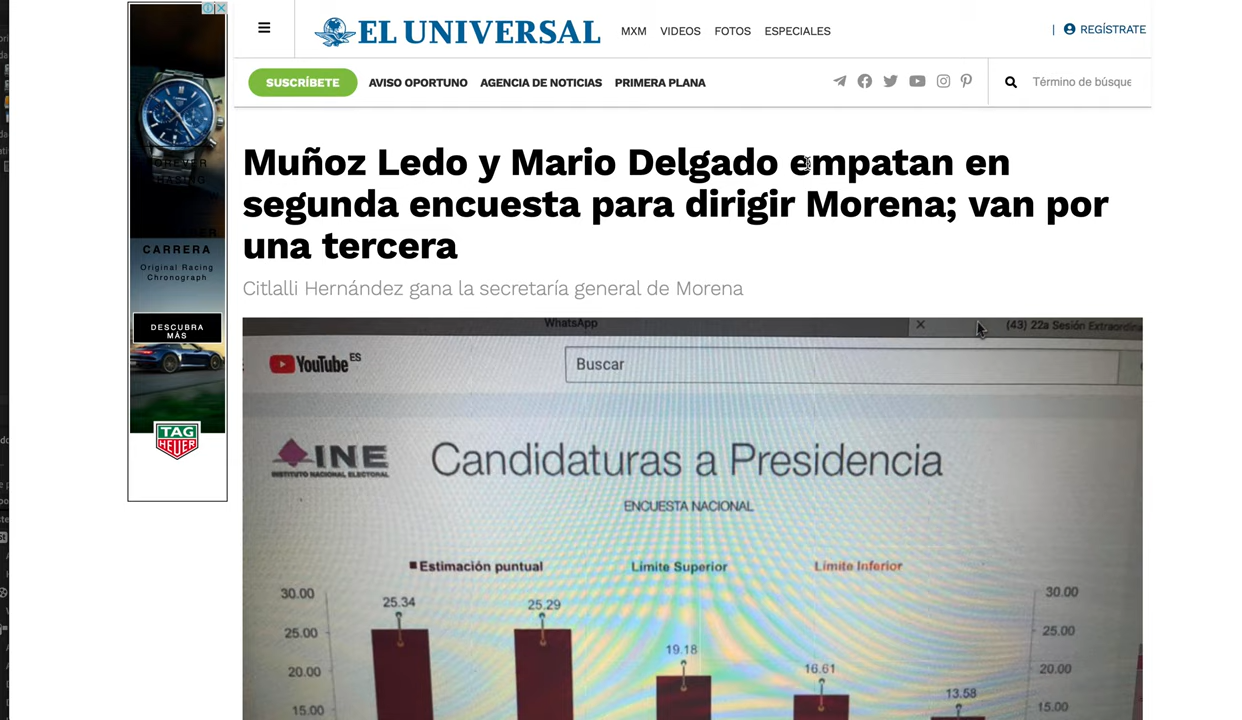 EL UNIVERSAL
MXM VIDEOS FOTOS ESPECIALES
| REGÍSTRATE
SUSCRÍBETE AVISO OPORTUNO AGENCIA DE NOTICIAS PRIMERA PLANA
Término de búsque
Muñoz Ledo y Mario Delgado empatan en
segunda encuesta para dirigir Morena; van por
una tercera
Citlalli Hernández gana la secretaría general de Morena
CARRERA
Original Racing
Chronograph
DESCUBRA
MÁS
TAG
HEUER
WhatsApp
(43) 22a Sesión Extraordina
YouTube ES
Buscar
INE
INSTITUTO NACIONAL ELECTORAL
Candidaturas a Presidencia
ENCUESTA NACIONAL
Estimación puntual Límite Superior Límite Inferior
30.00 25.34 25.29 30.00
25.00 25.00
19.18
20.00 16.61 20.00
13.58
15.00 15.00